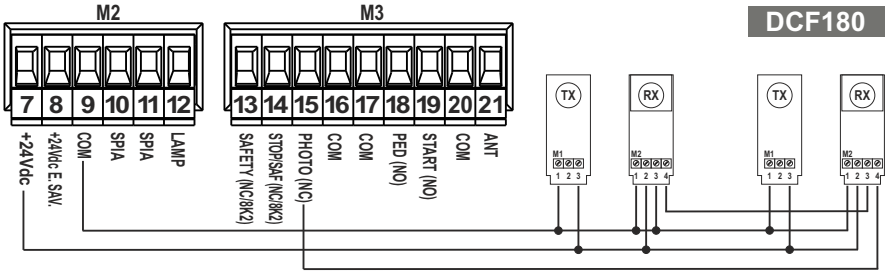 M2
M3
DCF180
7 8 9 10 11 12
13 14 15 16 17 18 19 20 21
+24Vdc
+24Vdc E. SAV.
COM
SPIA
SPIA
LAMP
SAFETY (NC/8K2)
STOP/SAF (NC/8K2)
PHOTO (NC)
COM
COM
PED (NO)
START (NO)
COM
ANT
TX
RX
TX
RX
M1
M2
M1
M2
1 2 3
1 2 3 4
1 2 3
1 2 3 4